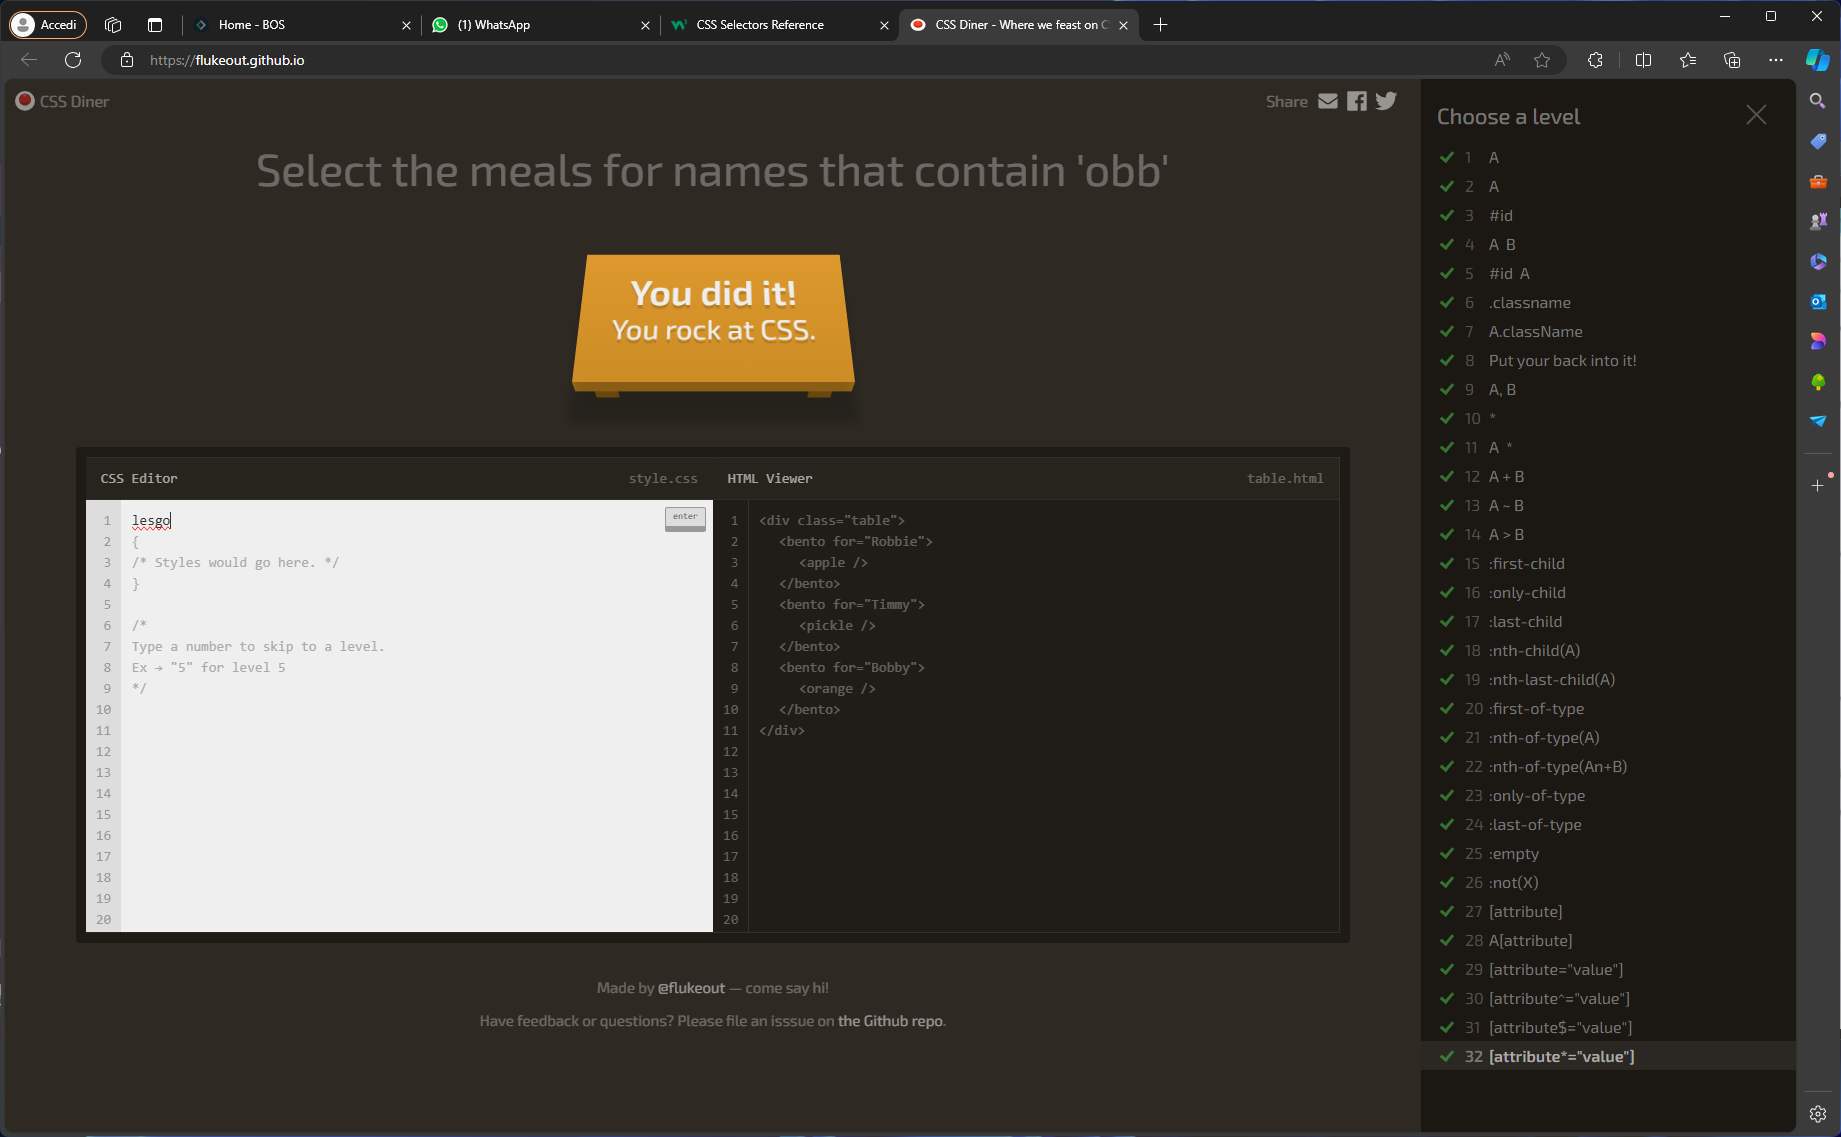 Accedi
Home - BOS
(1) WhatsApp
CSS Selectors Reference
CSS Diner - Where we feast on C
https://flukeout.github.io
CSS Diner
Share
Select the meals for names that contain 'obb'
You did it!
You rock at CSS.
CSS Editor
style.css
HTML Viewer
table.html
1 lesgo
enter
2 {
3 /* Styles would go here. */
4 }
5
6 /*
7 Type a number to skip to a level.
8 Ex → "5" for level 5
9 */
10
11
12
13
14
15
16
17
18
19
20
1 <div class="table">
2 <bento for="Robbie">
3 <apple />
4 </bento>
5 <bento for="Timmy">
6 <pickle />
7 </bento>
8 <bento for="Bobby">
9 <orange />
10 </bento>
11 </div>
12
13
14
15
16
17
18
19
20
Made by @flukeout — come say hi!
Have feedback or questions? Please file an isssue on the Github repo.
Choose a level
1 A
2 A
3 #id
4 A B
5 #id A
6 .classname
7 A.className
8 Put your back into it!
9 A, B
10 *
11 A *
12 A + B
13 A ~ B
14 A > B
15 :first-child
16 :only-child
17 :last-child
18 :nth-child(A)
19 :nth-last-child(A)
20 :first-of-type
21 :nth-of-type(A)
22 :nth-of-type(An+B)
23 :only-of-type
24 :last-of-type
25 :empty
26 :not(X)
27 [attribute]
28 A[attribute]
29 [attribute="value"]
30 [attribute^="value"]
31 [attribute$="value"]
32 [attribute*="value"]